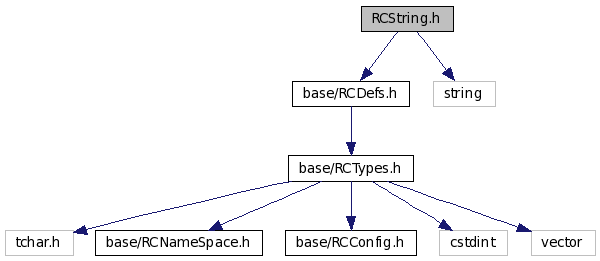 RCString.h
base/RCDefs.h
string
base/RCTypes.h
tchar.h
base/RCNameSpace.h
base/RCConfig.h
cstdint
vector